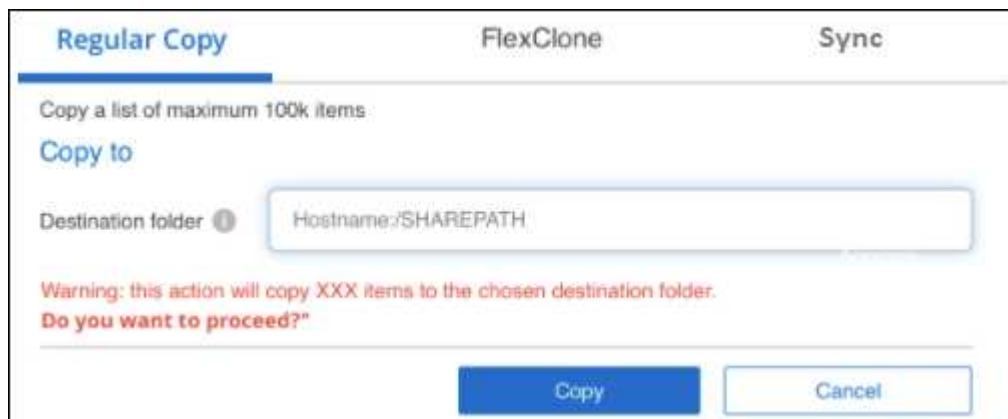 Regular Copy FlexClone Sync
Copy a list of maximum 100k items
Copy to
Destination folder Hostname:/SHAREPATH
Warning: this action will copy XXX items to the chosen destination folder.
Do you want to proceed?"
Copy Cancel